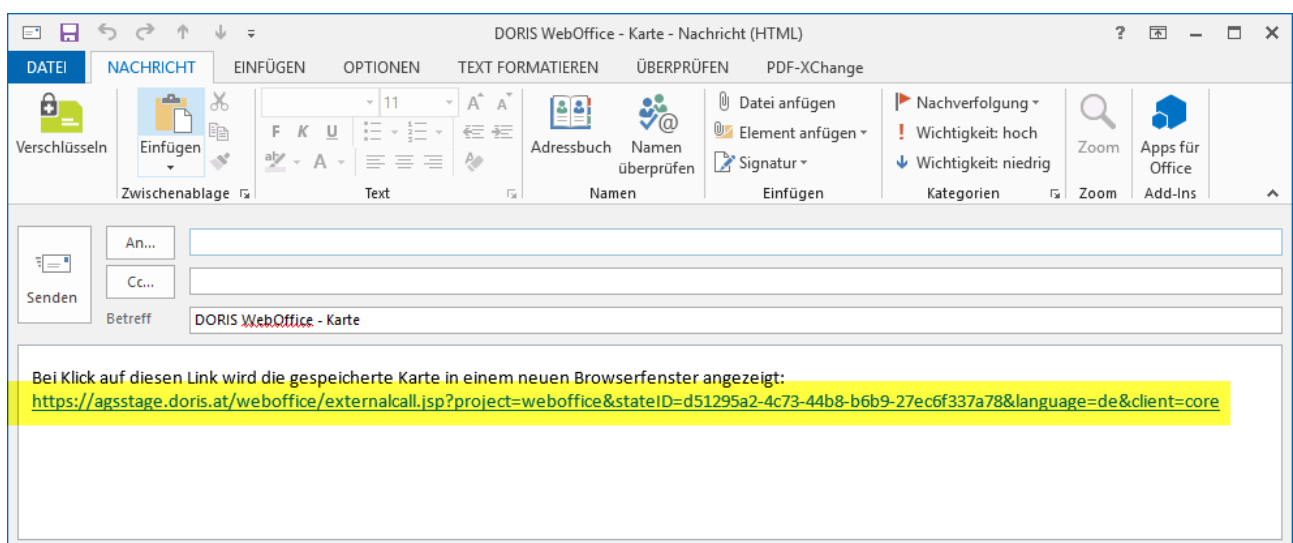 DORIS WebOffice - Karte - Nachricht (HTML) ?
DATEI NACHRICHT EINFÜGEN OPTIONEN TEXT FORMATIEREN ÜBERPRÜFEN PDF-XChange
Verschlüsseln
Einfügen
Zwischenablage
11 A A
F K U
ab A
Text
Adressbuch
Namen überprüfen
Namen
Datei anfügen
Element anfügen
Signatur
Einfügen
Nachverfolgung
! Wichtigkeit: hoch
Wichtigkeit: niedrig
Kategorien
Zoom
Zoom
Apps für
Office
Add-Ins
Senden
An...
Cc...
Betreff DORIS WebOffice - Karte
Bei Klick auf diesen Link wird die gespeicherte Karte in einem neuen Browserfenster angezeigt:
https://agsstage.doris.at/weboffice/externalcall.jsp?project=weboffice&stateID=d51295a2-4c73-44b8-b6b9-27ec6f337a78&language=de&client=core